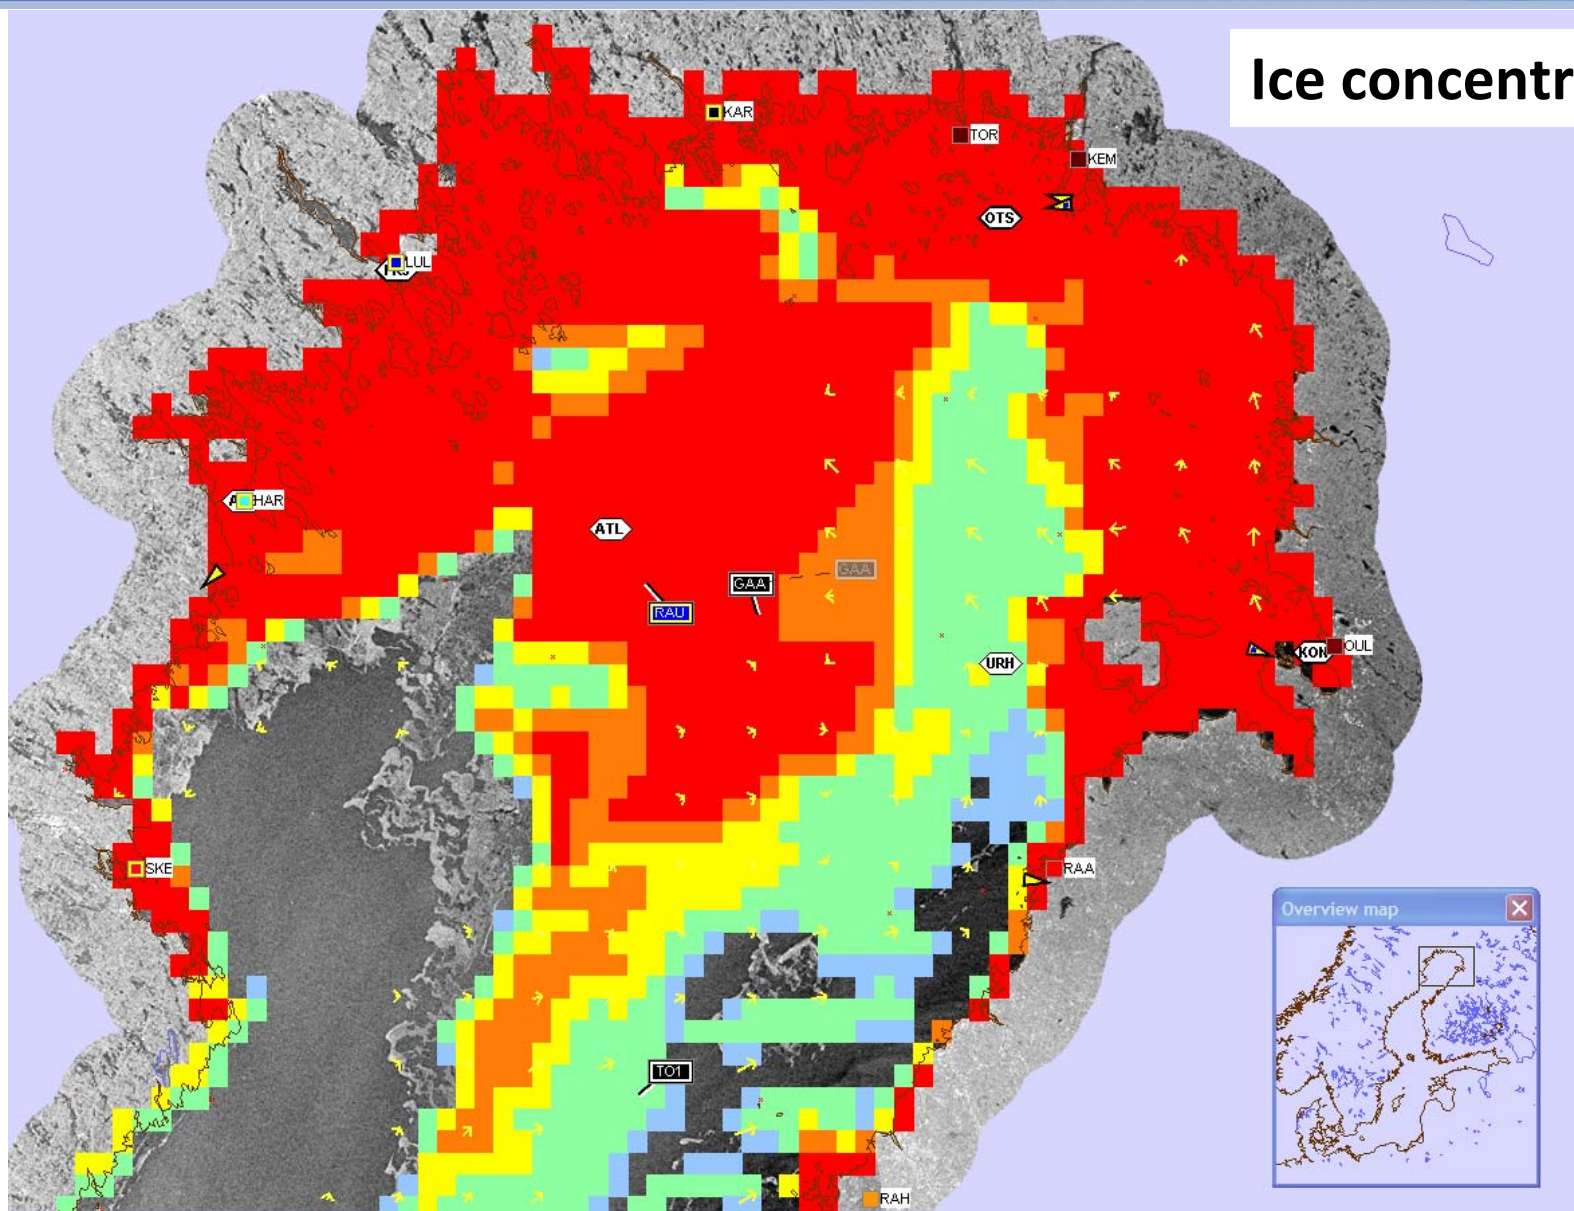 Ice concentr
KAR
TOR
KEM
OTS
LUL
HAR
ATL
GAA
GAA
RAU
URH
KON
OUL
SKE
RAA
Overview map
TO1
RAH